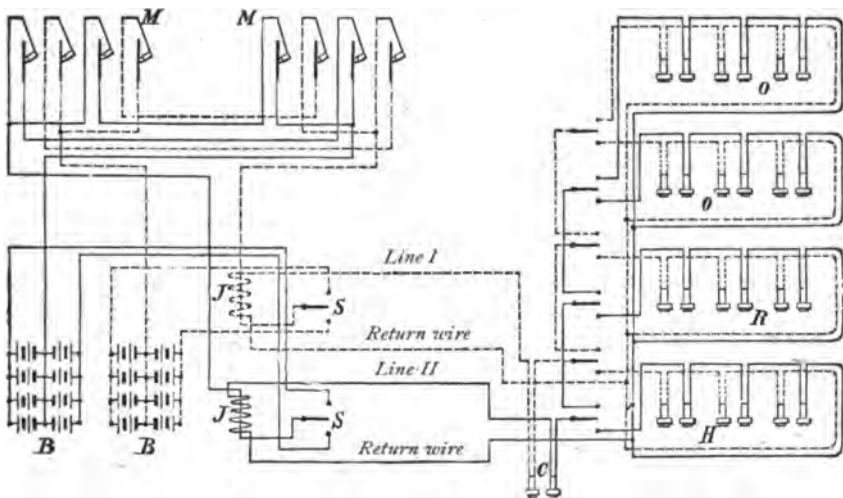 M M
O
O
Line I
J S
R
Return wire
Line II
J S
H
B B
Return wire
C